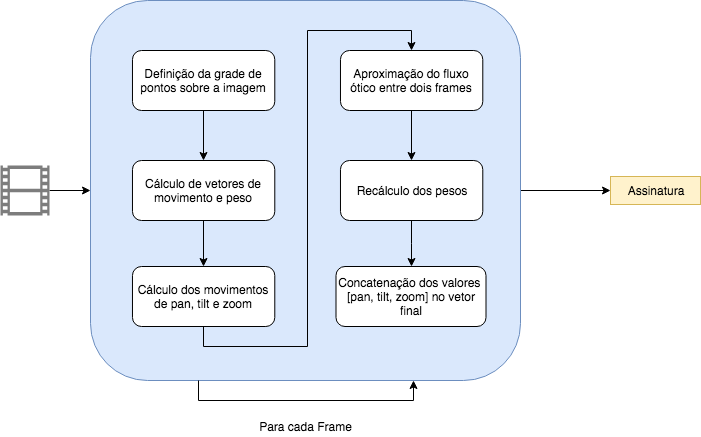 Definição da grade de
pontos sobre a imagem
Cálculo de vetores de
movimento e peso
Cálculo dos movimentos
de pan, tilt e zoom
Aproximação do fluxo
ótico entre dois frames
Recálculo dos pesos
Concatenação dos valores
[pan, tilt, zoom] no vetor
final
Assinatura
Para cada Frame